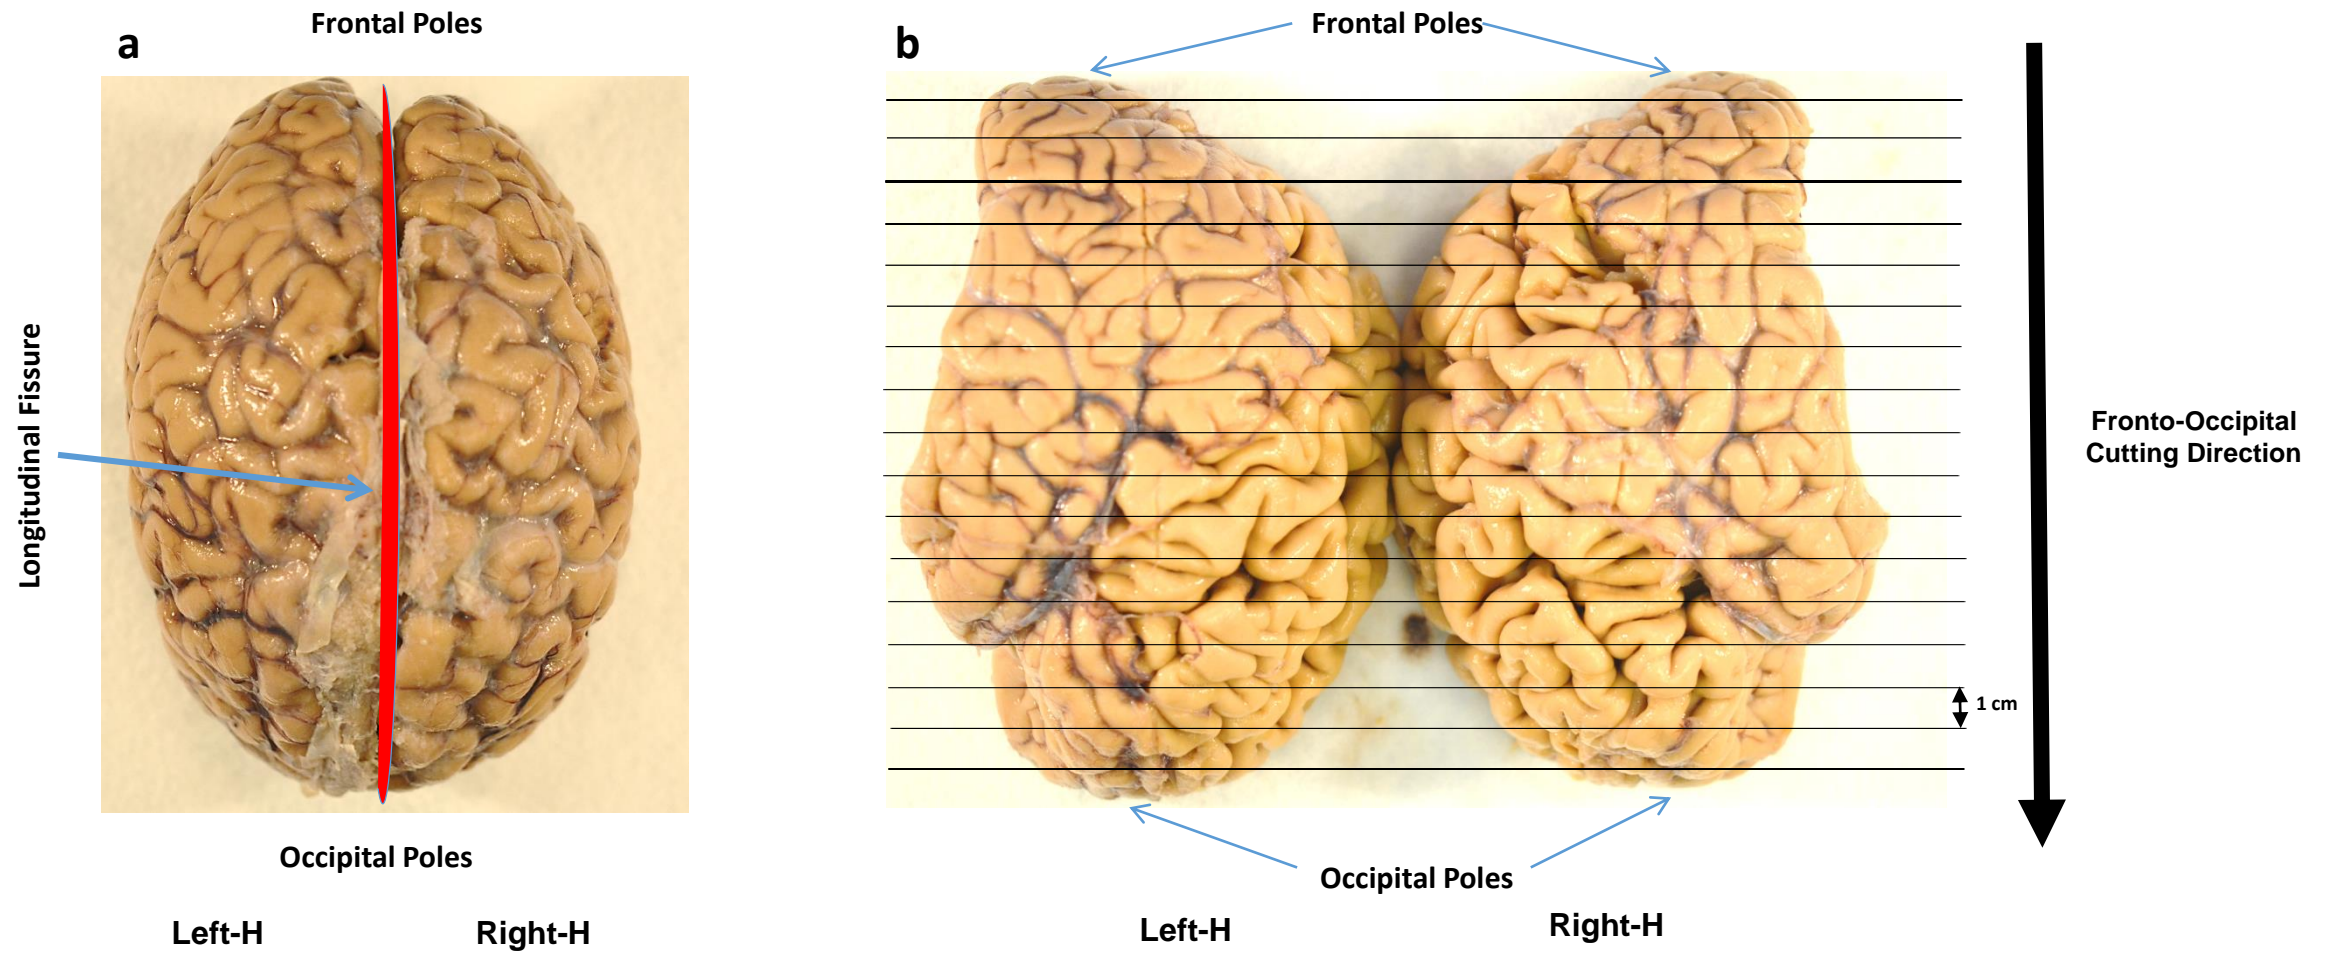 a
Frontal Poles
Longitudinal Fissure
Occipital Poles
Left-H
Right-H
b
Frontal Poles
1 cm
Fronto-Occipital
Cutting Direction
Occipital Poles
Left-H
Right-H